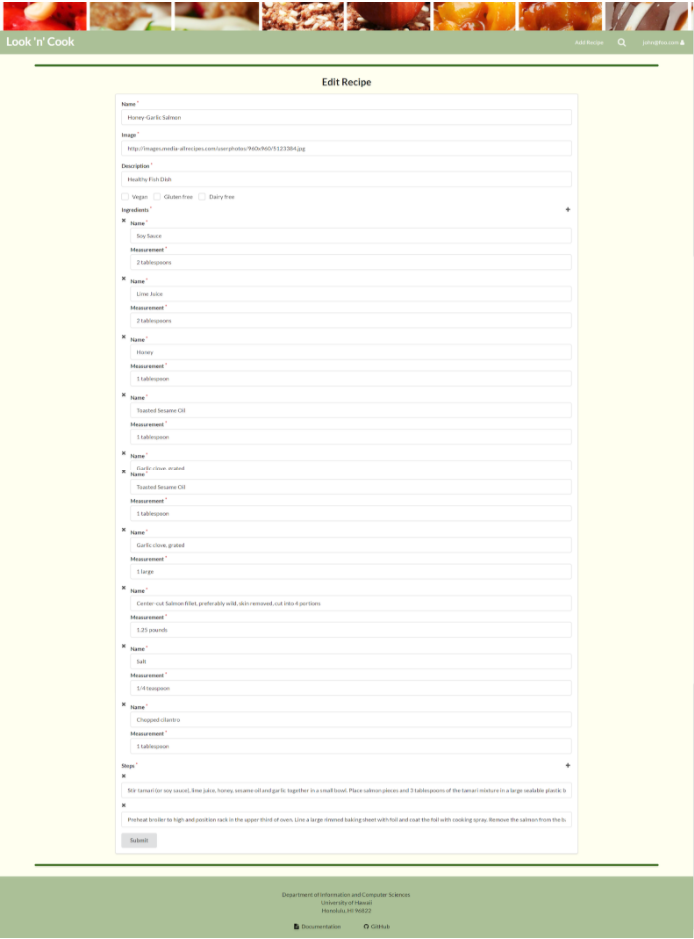 Look 'n' Cook
Add Recipe
john@foo.com
Edit Recipe
Name *
Honey-Garlic Salmon
Image *
http://images.media-allrecipes.com/userphotos/960x960/5123384.jpg
Description *
Healthy Fish Dish
Vegan Gluten free Dairy free
Ingredients *
Name *
Soy Sauce
Measurement *
2 tablespoons
Name *
Lime Juice
Measurement *
2 tablespoons
Name *
Honey
Measurement *
1 tablespoon
Name *
Toasted Sesame Oil
Measurement *
1 tablespoon
Name *
Garlic clove, grated
Name *
Toasted Sesame Oil
Measurement *
1 tablespoon
Name *
Garlic clove, grated
Measurement *
1 large
Name *
Center-cut Salmon fillet, preferably wild, skin removed, cut into 4 portions
Measurement *
1.25 pounds
Name *
Salt
Measurement *
1/4 teaspoon
Name *
Chopped cilantro
Measurement *
1 tablespoon
Steps *
Stir tamari (or soy sauce), lime juice, honey, sesame oil and garlic together in a small bowl. Place salmon pieces and 3 tablespoons of the tamari mixture in a large sealable plastic b
Preheat broiler to high and position rack in the upper third of oven. Line a large rimmed baking sheet with foil and coat the foil with cooking spray. Remove the salmon from the
Submit
Department of Information and Computer Sciences
University of Hawaii
Honolulu, HI 96822
Documentation GitHub